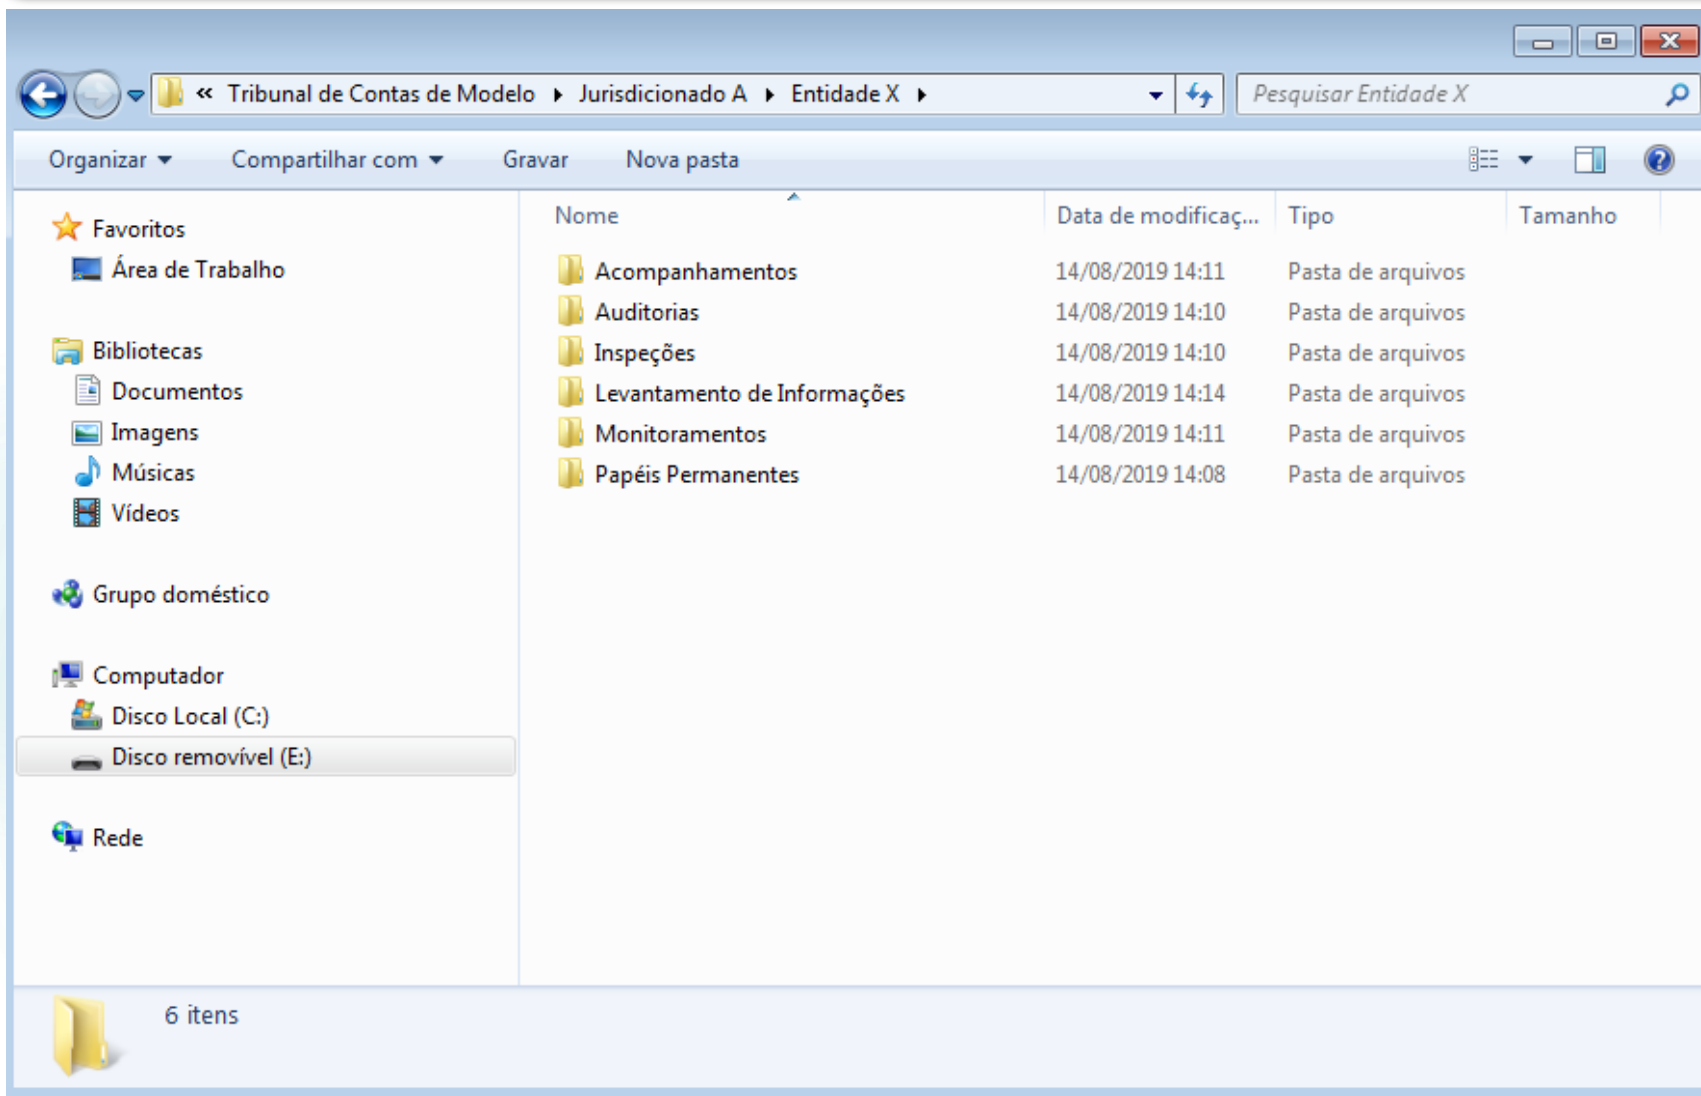 « Tribunal de Contas de Modelo Jurisdicionado A Entidade X Pesquisar Entidade X
Organizar Compartilhar com Gravar Nova pasta
Favoritos
Área de Trabalho
Bibliotecas
Documentos
Imagens
Músicas
Vídeos
Grupo doméstico
Computador
Disco Local (C:)
Disco removível (E:)
Rede
Nome Data de modificaç... Tipo Tamanho
Acompanhamentos 14/08/2019 14:11 Pasta de arquivos
Auditorias 14/08/2019 14:10 Pasta de arquivos
Inspeções 14/08/2019 14:10 Pasta de arquivos
Levantamento de Informações 14/08/2019 14:14 Pasta de arquivos
Monitoramentos 14/08/2019 14:11 Pasta de arquivos
Papéis Permanentes 14/08/2019 14:08 Pasta de arquivos
6 itens